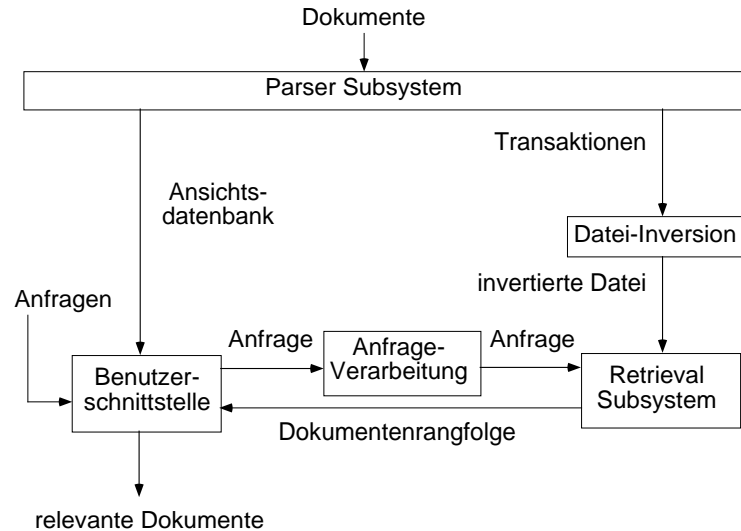 Dokumente
Parser Subsystem
Transaktionen
Ansichts-
datenbank
Datei-Inversion
invertierte Datei
Anfragen
Anfrage
Anfrage-
Verarbeitung
Anfrage
Benutzer-
schnittstelle
Retrieval
Subsystem
Dokumentenrangfolge
relevante Dokumente